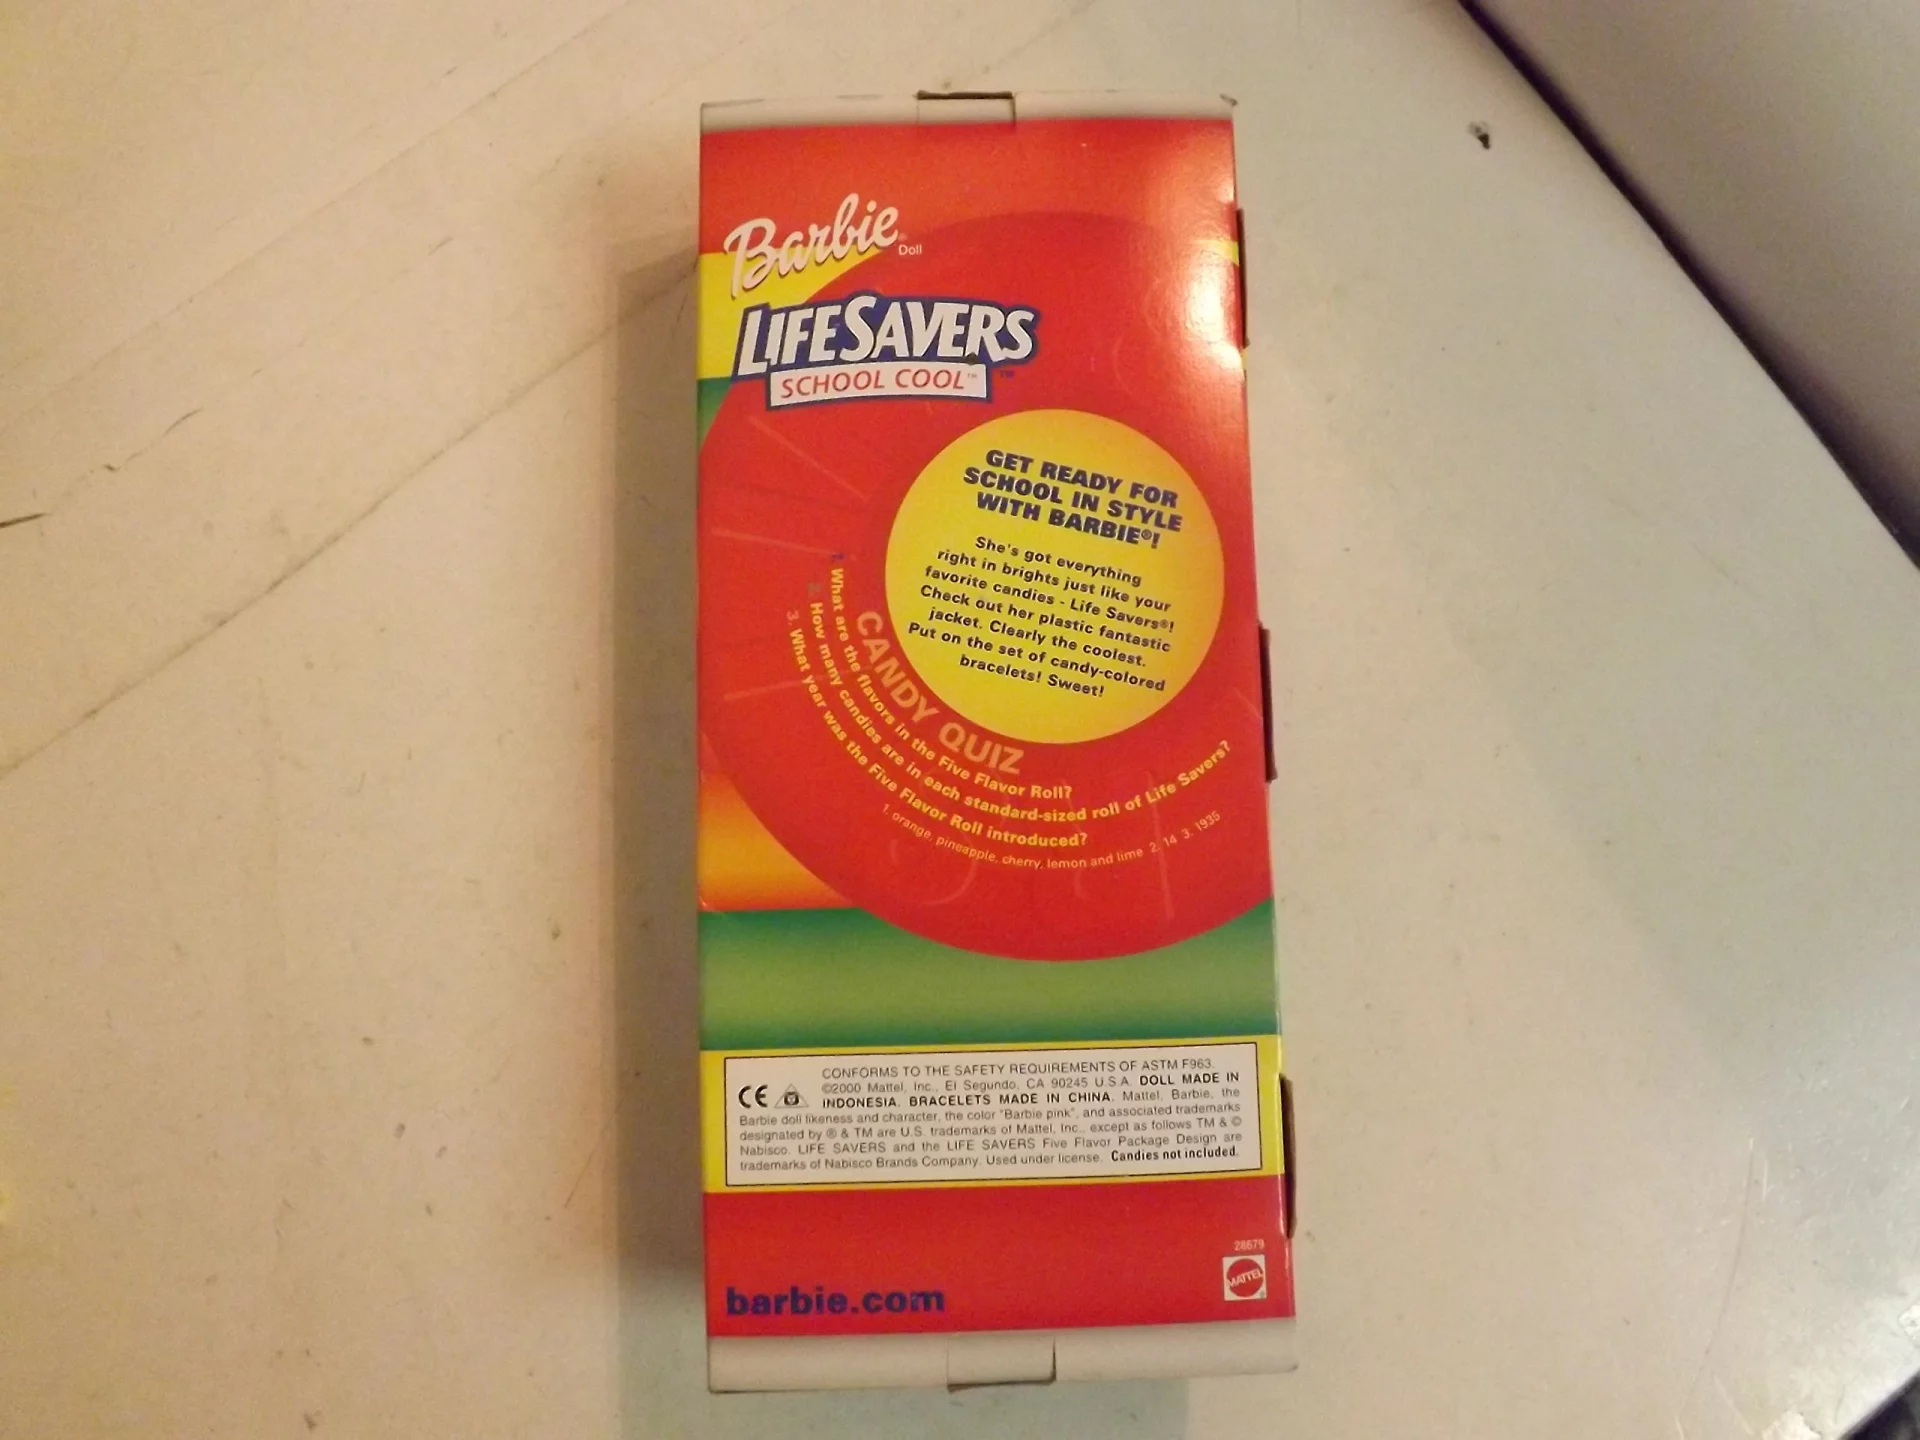 Barbie®
Doll
LIFE SAVERS™
SCHOOL COOL™
GET READY FOR
SCHOOL IN STYLE
WITH BARBIE®!
She's got everything
right in brights just like your
favorite candies - Life Savers®!
Check out her plastic fantastic
jacket. Clearly the coolest.
Put on the set of candy-colored
bracelets! Sweet!
CANDY QUIZ
1. What are the flavors in the Five Flavor Roll?
2. How many candies are in each standard-sized roll of Life Savers?
3. What year was the Five Flavor Roll introduced?
1. orange, pineapple, cherry, lemon and lime 2. 14 3. 1935
CE
CONFORMS TO THE SAFETY REQUIREMENTS OF ASTM F963.
©2000 Mattel, Inc., El Segundo, CA 90245 U.S.A. DOLL MADE IN
INDONESIA. BRACELETS MADE IN CHINA. Mattel, Barbie, the
Barbie doll likeness and character, the color "Barbie pink", and associated trademarks
designated by ® & TM are U.S. trademarks of Mattel, Inc., except as follows TM & ©
Nabisco. LIFE SAVERS and the LIFE SAVERS Five Flavor Package Design are
trademarks of Nabisco Brands Company. Used under license. Candies not included.
28679
MATTEL®
barbie.com